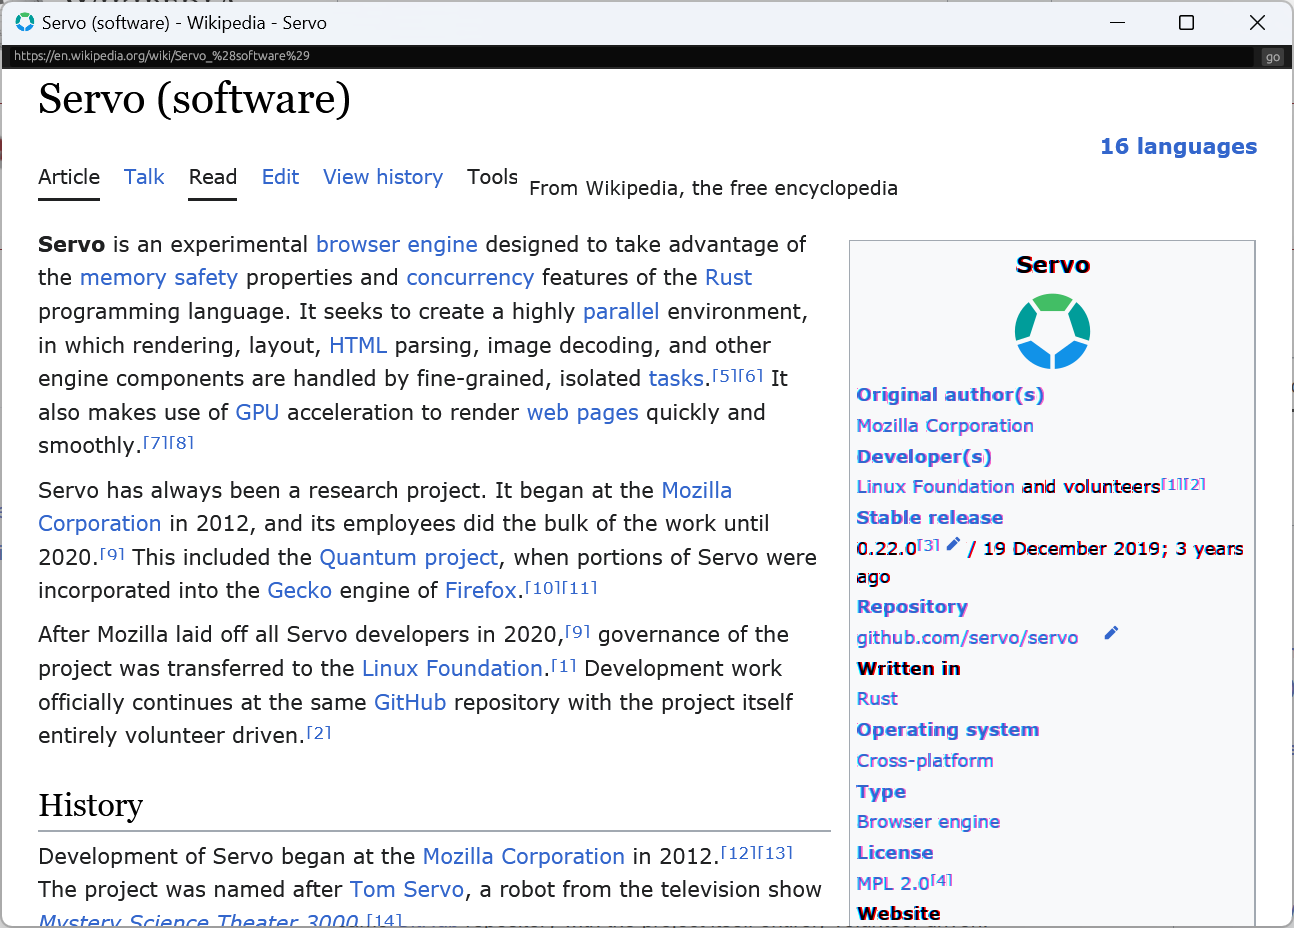 Servo (software) - Wikipedia - Servo
https://en.wikipedia.org/wiki/Servo_%28software%29
go
Servo (software)
16 languages
Article Talk Read Edit View history Tools From Wikipedia, the free encyclopedia
Servo is an experimental browser engine designed to take advantage of
the memory safety properties and concurrency features of the Rust
programming language. It seeks to create a highly parallel environment,
in which rendering, layout, HTML parsing, image decoding, and other
engine components are handled by fine-grained, isolated tasks.[5][6] It
also makes use of GPU acceleration to render web pages quickly and
smoothly.[7][8]
Servo has always been a research project. It began at the Mozilla
Corporation in 2012, and its employees did the bulk of the work until
2020.[9] This included the Quantum project, when portions of Servo were
incorporated into the Gecko engine of Firefox.[10][11]
After Mozilla laid off all Servo developers in 2020,[9] governance of the
project was transferred to the Linux Foundation.[1] Development work
officially continues at the same GitHub repository with the project itself
entirely volunteer driven.[2]
History
Development of Servo began at the Mozilla Corporation in 2012.[12][13]
The project was named after Tom Servo, a robot from the television show
Mystery Science Theater 3000.[14]
Servo
Original author(s)
Mozilla Corporation
Developer(s)
Linux Foundation and volunteers[1][2]
Stable release
0.22.0[3] / 19 December 2019; 3 years
ago
Repository
github.com/servo/servo
Written in
Rust
Operating system
Cross-platform
Type
Browser engine
License
MPL 2.0[4]
Website